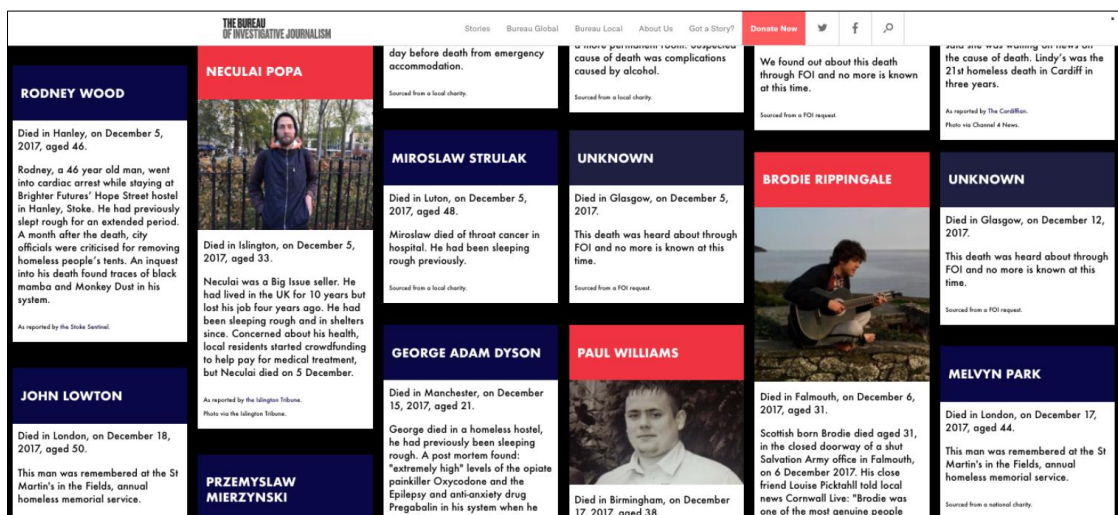 THE BUREAU
OF INVESTIGATIVE JOURNALISM
Stories
Bureau Global
Bureau Local
About Us
Got a Story?
Donate Now
RODNEY WOOD
Died in Hanley, on December 5,
2017, aged 46.
Rodney, a 46 year old man, went
into cardiac arrest while staying at
Brighter Futures' Hope Street hostel
in Hanley, Stoke. He had previously
slept rough for an extended period.
A month after the death, city
officials were criticised for removing
homeless people's tents. An inquest
into his death found traces of black
mamba and Monkey Dust in his
system.
As reported by the Stoke Sentinel.
JOHN LOWTON
Died in London, on December 18,
2017, aged 50.
This man was remembered at the St
Martin's in the Fields, annual
homeless memorial service.
NECULAI POPA
Died in Islington, on December 5,
2017, aged 33.
Neculai was a Big Issue seller. He
had lived in the UK for 10 years but
lost his job four years ago. He had
been sleeping rough and in shelters
since. Concerned about his health,
local residents started crowdfunding
to help pay for medical treatment,
but Neculai died on 5 December.
As reported by the Islington Tribune.
Photo via the Islington Tribune.
PRZEMYSLAW
MIERZYNSKI
day before death from emergency
accommodation.
Sourced from a local charity.
MIROSLAW STRULAK
Died in Luton, on December 5,
2017, aged 48.
Miroslaw died of throat cancer in
hospital. He had been sleeping
rough previously.
Sourced from a local charity.
GEORGE ADAM DYSON
Died in Manchester, on December
15, 2017, aged 21.
George died in a homeless hostel,
he had previously been sleeping
rough. A post mortem found:
"extremely high" levels of the opiate
painkiller Oxycodone and the
Epilepsy and anti-anxiety drug
Pregabalin in his system when he
a more permanent room. Suspected
cause of death was complications
caused by alcohol.
Sourced from a local charity.
UNKNOWN
Died in Glasgow, on December 5,
2017.
This death was heard about through
FOI and no more is known at this
time.
Sourced from a FOI request.
PAUL WILLIAMS
Died in Birmingham, on December
17, 2017, aged 38.
We found out about this death
through FOI and no more is known
at this time.
Sourced from a FOI request.
BRODIE RIPPINGALE
Died in Falmouth, on December 6,
2017, aged 31.
Scottish born Brodie died aged 31,
in the closed doorway of a shut
Salvation Army office in Falmouth,
on 6 December 2017. His close
friend Louise Picktahll told local
news Cornwall Live: "Brodie was
one of the most genuine people
said she was waiting on news on
the cause of death. Lindy's was the
21st homeless death in Cardiff in
three years.
As reported by The Cardiffian.
Photo via Channel 4 News.
UNKNOWN
Died in Glasgow, on December 12,
2017.
This death was heard about through
FOI and no more is known at this
time.
Sourced from a FOI request.
MELVYN PARK
Died in London, on December 17,
2017, aged 44.
This man was remembered at the St
Martin's in the Fields, annual
homeless memorial service.
Sourced from a national charity.